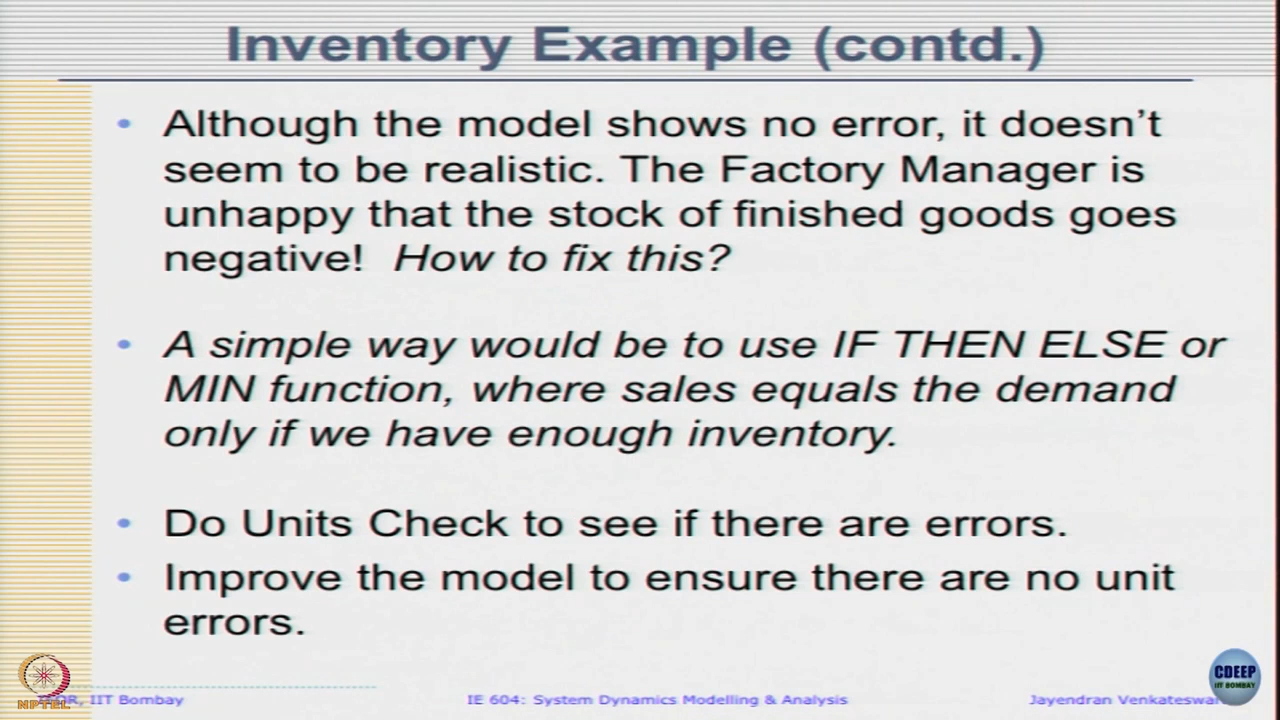 Inventory Example (contd.)
• Although the model shows no error, it doesn't
seem to be realistic. The Factory Manager is
unhappy that the stock of finished goods goes
negative! How to fix this?
• A simple way would be to use IF THEN ELSE or
MIN function, where sales equals the demand
only if we have enough inventory.
• Do Units Check to see if there are errors.
• Improve the model to ensure there are no unit
errors.
IIT Bombay
IE 604: System Dynamics Modelling & Analysis
Jayendran
NPTEL
CDEEP
IIT BOMBAY